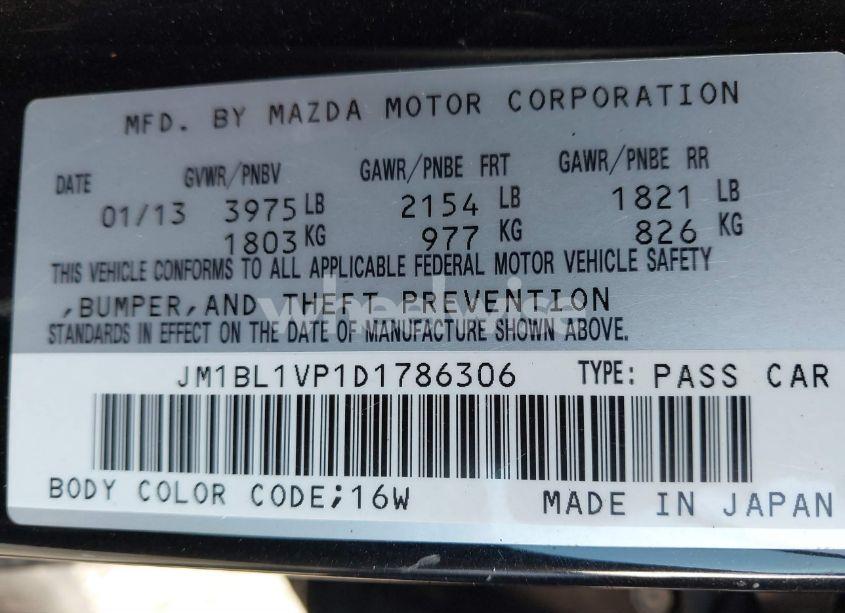 MFD. BY MAZDA MOTOR CORPORATION
DATE GVWR/PNBV GAWR/PNBE FRT GAWR/PNBE RR
01/13 3975 LB 2154 LB 1821 LB
1803 KG 977 KG 826 KG
THIS VEHICLE CONFORMS TO ALL APPLICABLE FEDERAL MOTOR VEHICLE SAFETY
,BUMPER,AND THEFT PREVENTION
STANDARDS IN EFFECT ON THE DATE OF MANUFACTURE SHOWN ABOVE.
JM1BL1VP1D1786306 TYPE: PASS CAR
BODY COLOR CODE;16W MADE IN JAPAN